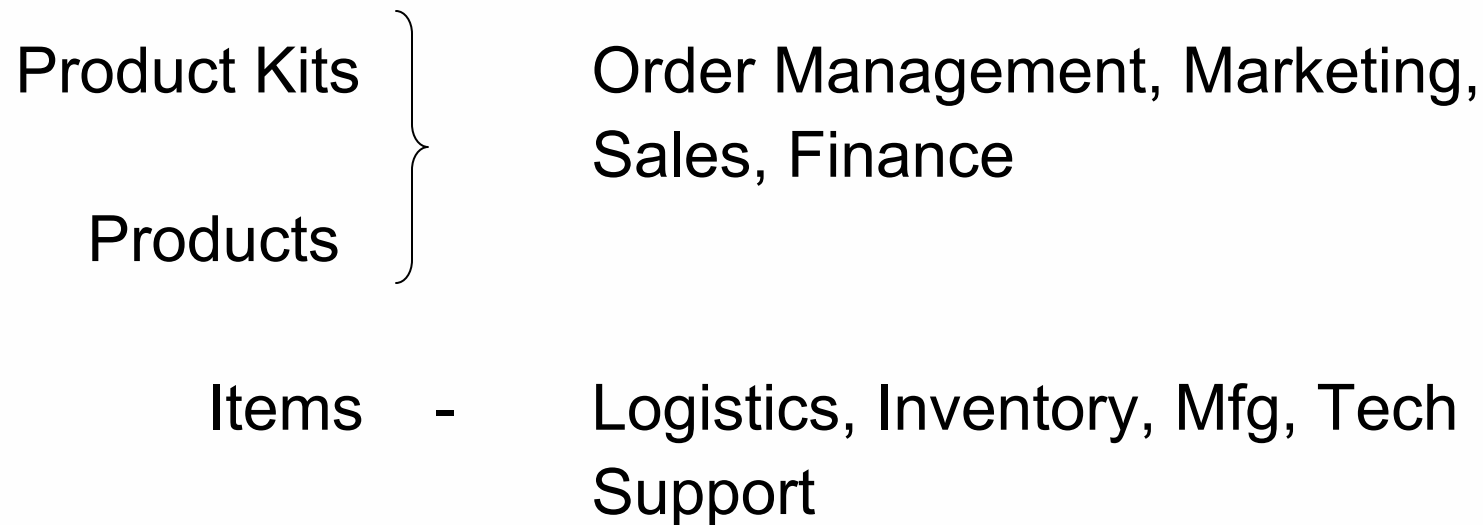 Product Kits Order Management, Marketing,
Sales, Finance
Products
Items - Logistics, Inventory, Mfg, Tech
Support